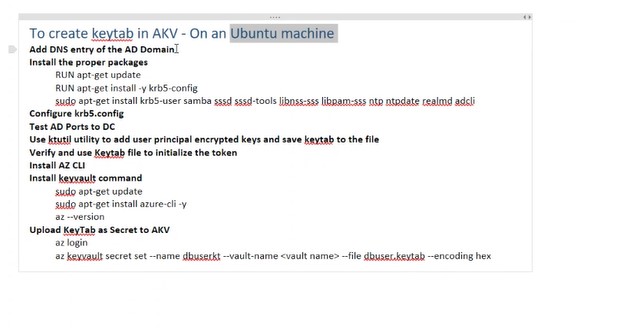 To create keytab in AKV - On an Ubuntu machine
Add DNS entry of the AD Domain
Install the proper packages
RUN apt-get update
RUN apt-get install -y krb5-config
sudo apt-get install krb5-user samba sssd sssd-tools libnss-sss libpam-sss ntp ntpdate realmd adcli
Configure krb5.config
Test AD Ports to DC
Use ktutil utility to add user principal encrypted keys and save keytab to the file
Verify and use Keytab file to initialize the token
Install AZ CLI
Install keyvault command
sudo apt-get update
sudo apt-get install azure-cli -y
az --version
Upload KeyTab as Secret to AKV
az login
az keyvault secret set --name dbuserkt --vault-name <vault name> --file dbuser.keytab --encoding hex